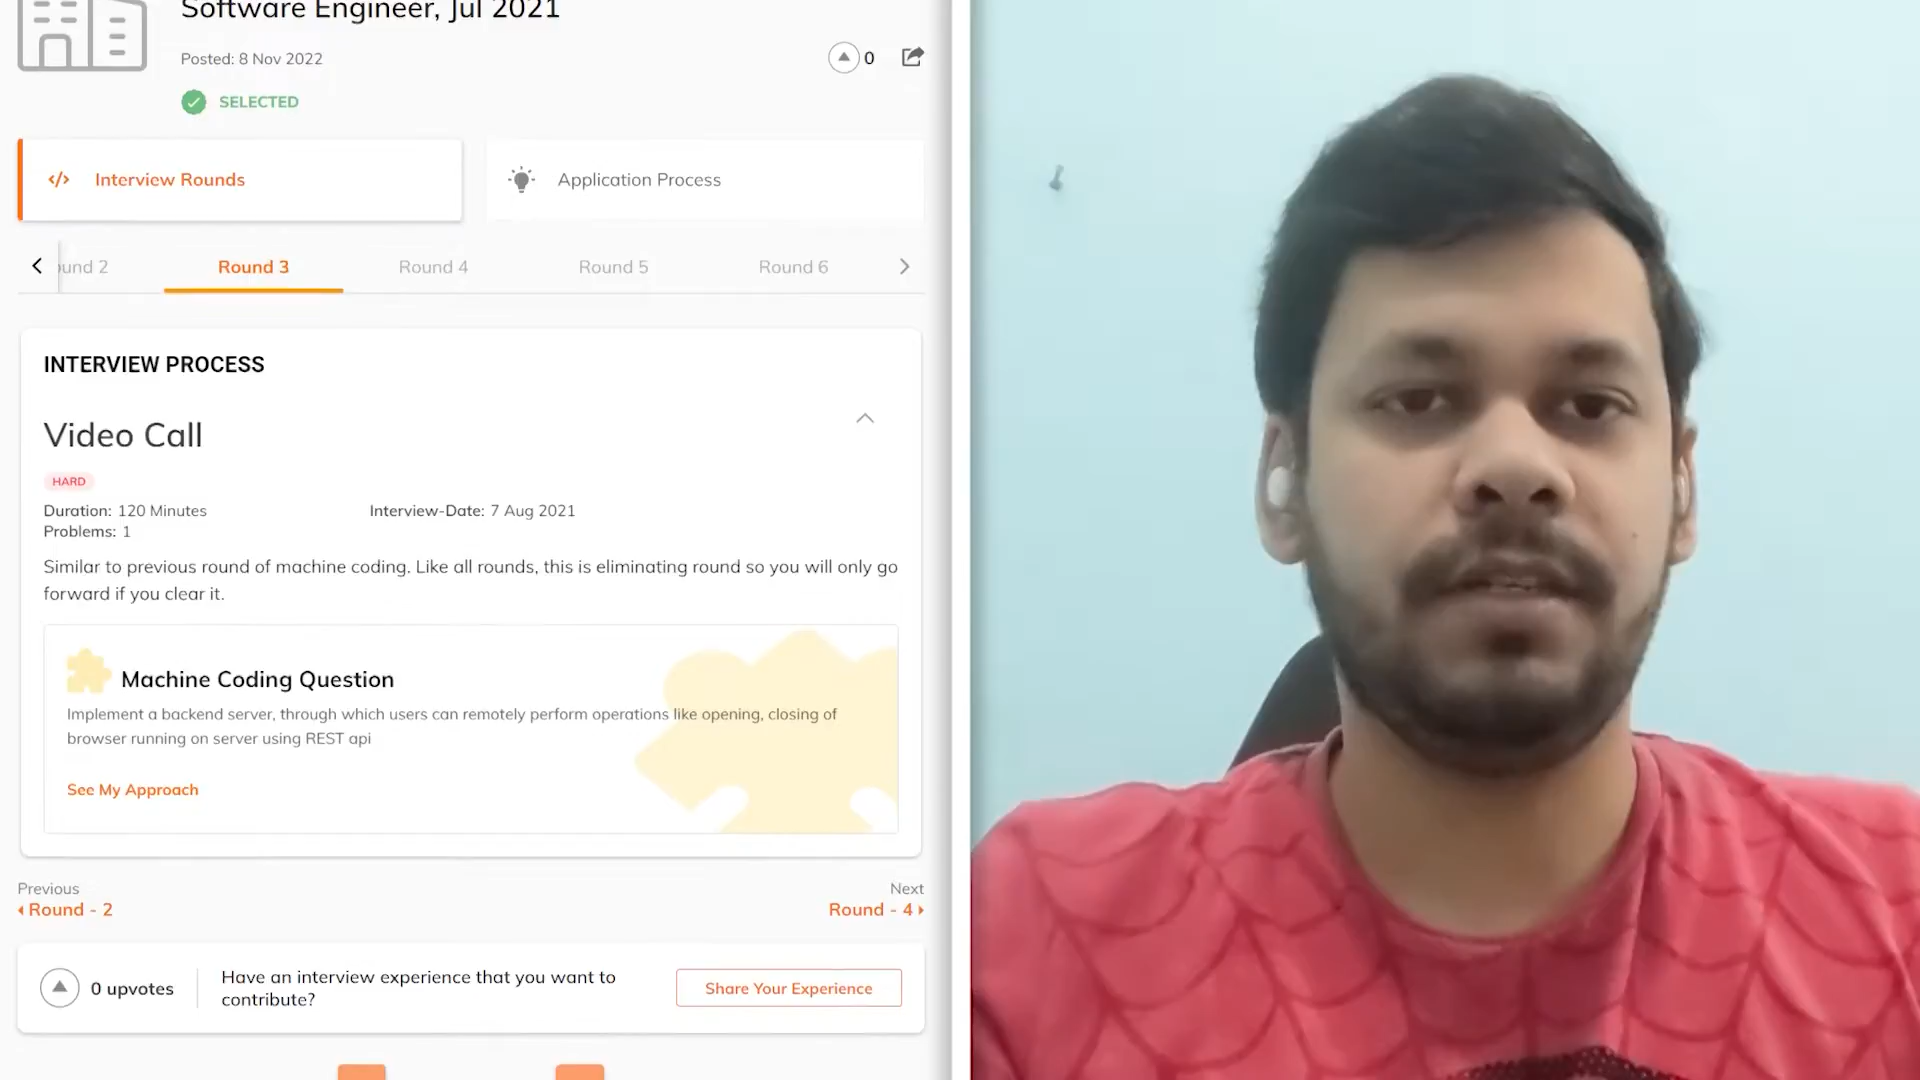 Software Engineer, Jul 2021
Posted: 8 Nov 2022
0
SELECTED
Interview Rounds
Application Process
ound 2
Round 3
Round 4
Round 5
Round 6
INTERVIEW PROCESS
Video Call
HARD
Duration: 120 Minutes
Interview-Date: 7 Aug 2021
Problems: 1
Similar to previous round of machine coding. Like all rounds, this is eliminating round so you will only go
forward if you clear it.
Machine Coding Question
Implement a backend server, through which users can remotely perform operations like opening, closing of
browser running on server using REST api
See My Approach
Previous
Next
Round - 2
Round - 4
0 upvotes
Have an interview experience that you want to
contribute?
Share Your Experience